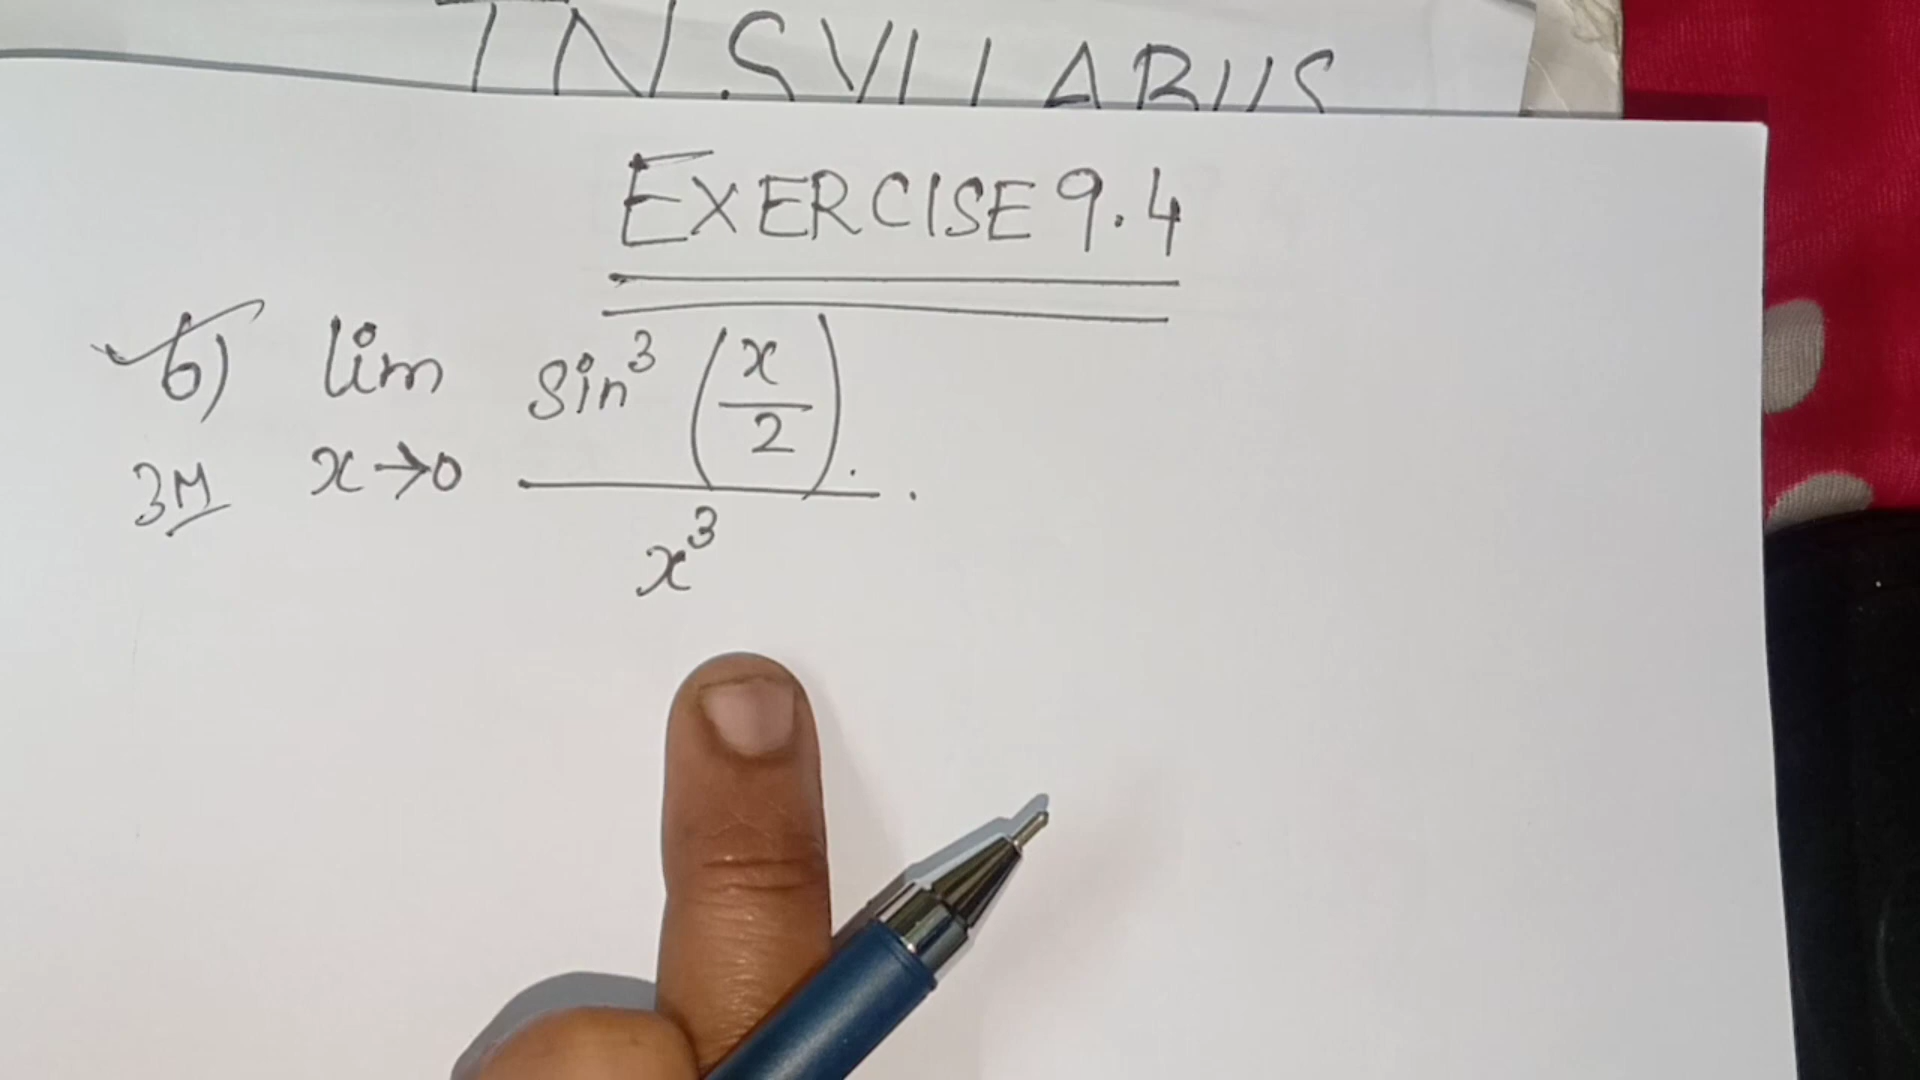 TN SYLLABUS
EXERCISE 9.4
6) lim x→0 sin³ (x/2) / x³.
3M